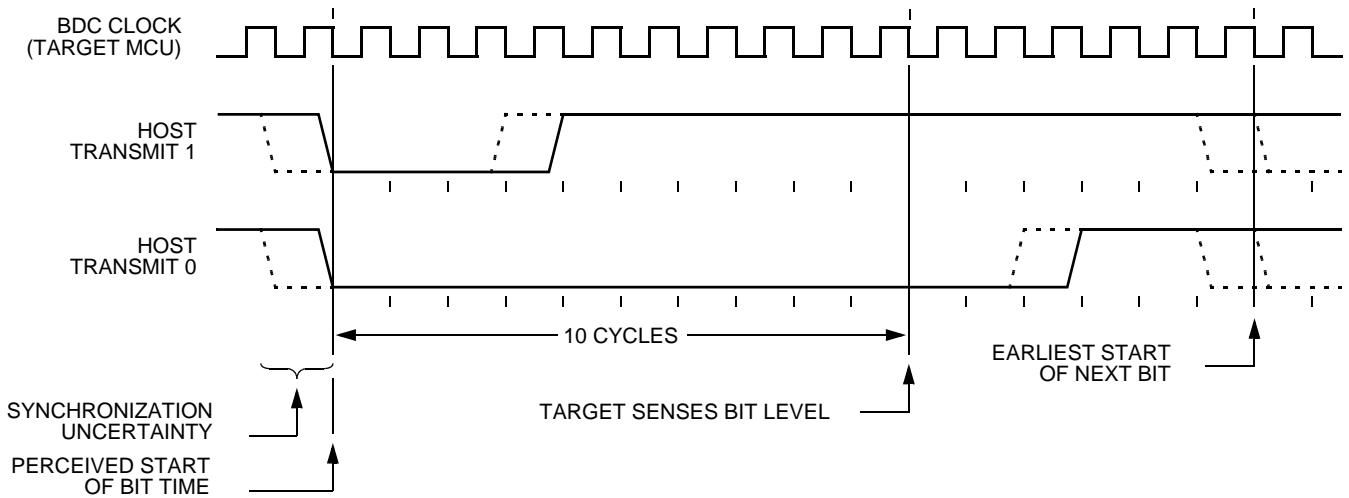 BDC CLOCK
(TARGET MCU)
HOST
TRANSMIT 1
HOST
TRANSMIT 0
10 CYCLES
EARLIEST START
OF NEXT BIT
SYNCHRONIZATION
UNCERTAINTY
TARGET SENSES BIT LEVEL
PERCEIVED START
OF BIT TIME